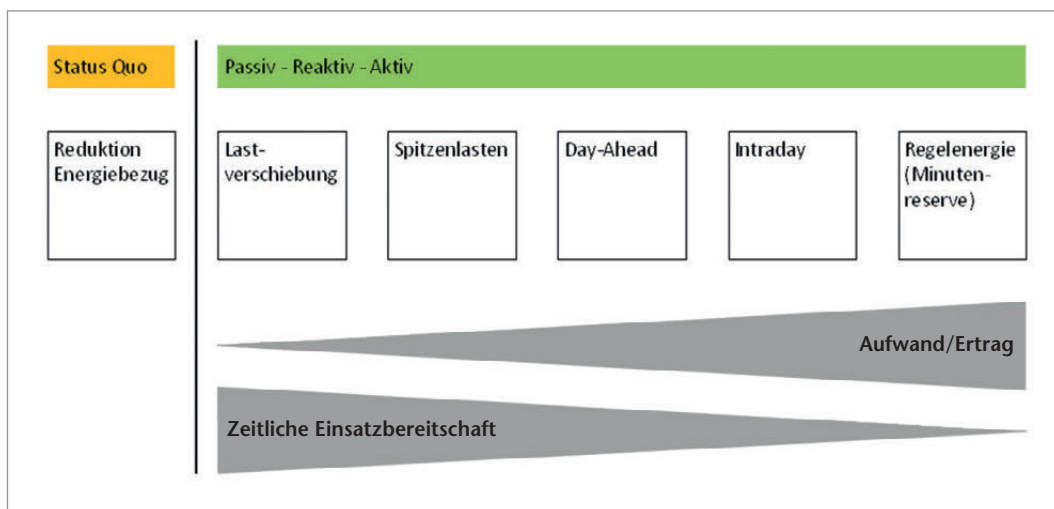 Status Quo
Passiv - Reaktiv - Aktiv
Reduktion
Energiebezug
Last-
verschiebung
Spitzenlasten
Day-Ahead
Intraday
Regelenergie
(Minuten-
reserve)
Aufwand/Ertrag
Zeitliche Einsatzbereitschaft